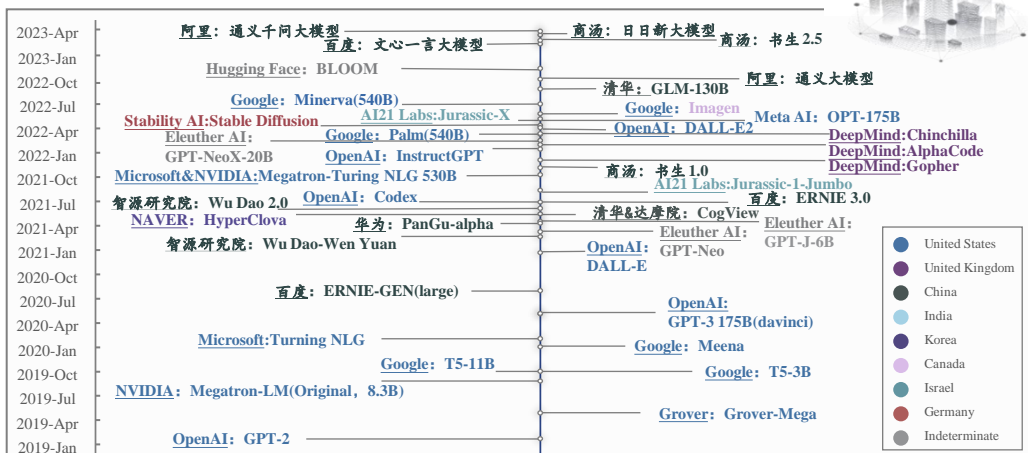 2023-Apr
2023-Jan
2022-Oct
2022-Jul
2022-Apr
2022-Jan
2021-Oct
2021-Jul
2021-Apr
2021-Jan
2020-Oct
2020-Jul
2020-Apr
2020-Jan
2019-Oct
2019-Jul
2019-Apr
2019-Jan
阿里：通义千问大模型
百度：文心一言大模型
Hugging Face：BLOOM
Google：Minerva(540B)
AI21 Labs:Jurassic-X
Stability AI:Stable Diffusion
Eleuther AI：
GPT-NeoX-20B
Google：Palm(540B)
OpenAI：InstructGPT
Microsoft&NVIDIA:Megatron-Turing NLG 530B
OpenAI：Codex
智源研究院：Wu Dao 2.0
NAVER：HyperClova
华为：PanGu-alpha
智源研究院：Wu Dao-Wen Yuan
百度：ERNIE-GEN(large)
Microsoft:Turning NLG
Google：T5-11B
NVIDIA：Megatron-LM(Original，8.3B)
OpenAI：GPT-2
商汤：日日新大模型
商汤：书生2.5
阿里：通义大模型
清华：GLM-130B
Google：Imagen
Meta AI：OPT-175B
OpenAI：DALL-E2
DeepMind:Chinchilla
DeepMind:AlphaCode
DeepMind:Gopher
商汤：书生1.0
AI21 Labs:Jurassic-1-Jumbo
百度：ERNIE 3.0
清华&达摩院：CogView
Eleuther AI：
GPT-J-6B
Eleuther AI：
GPT-Neo
OpenAI：
DALL-E
OpenAI:
GPT-3 175B(davinci)
Google：Meena
Google：T5-3B
Grover：Grover-Mega
United States
United Kingdom
China
India
Korea
Canada
Israel
Germany
Indeterminate